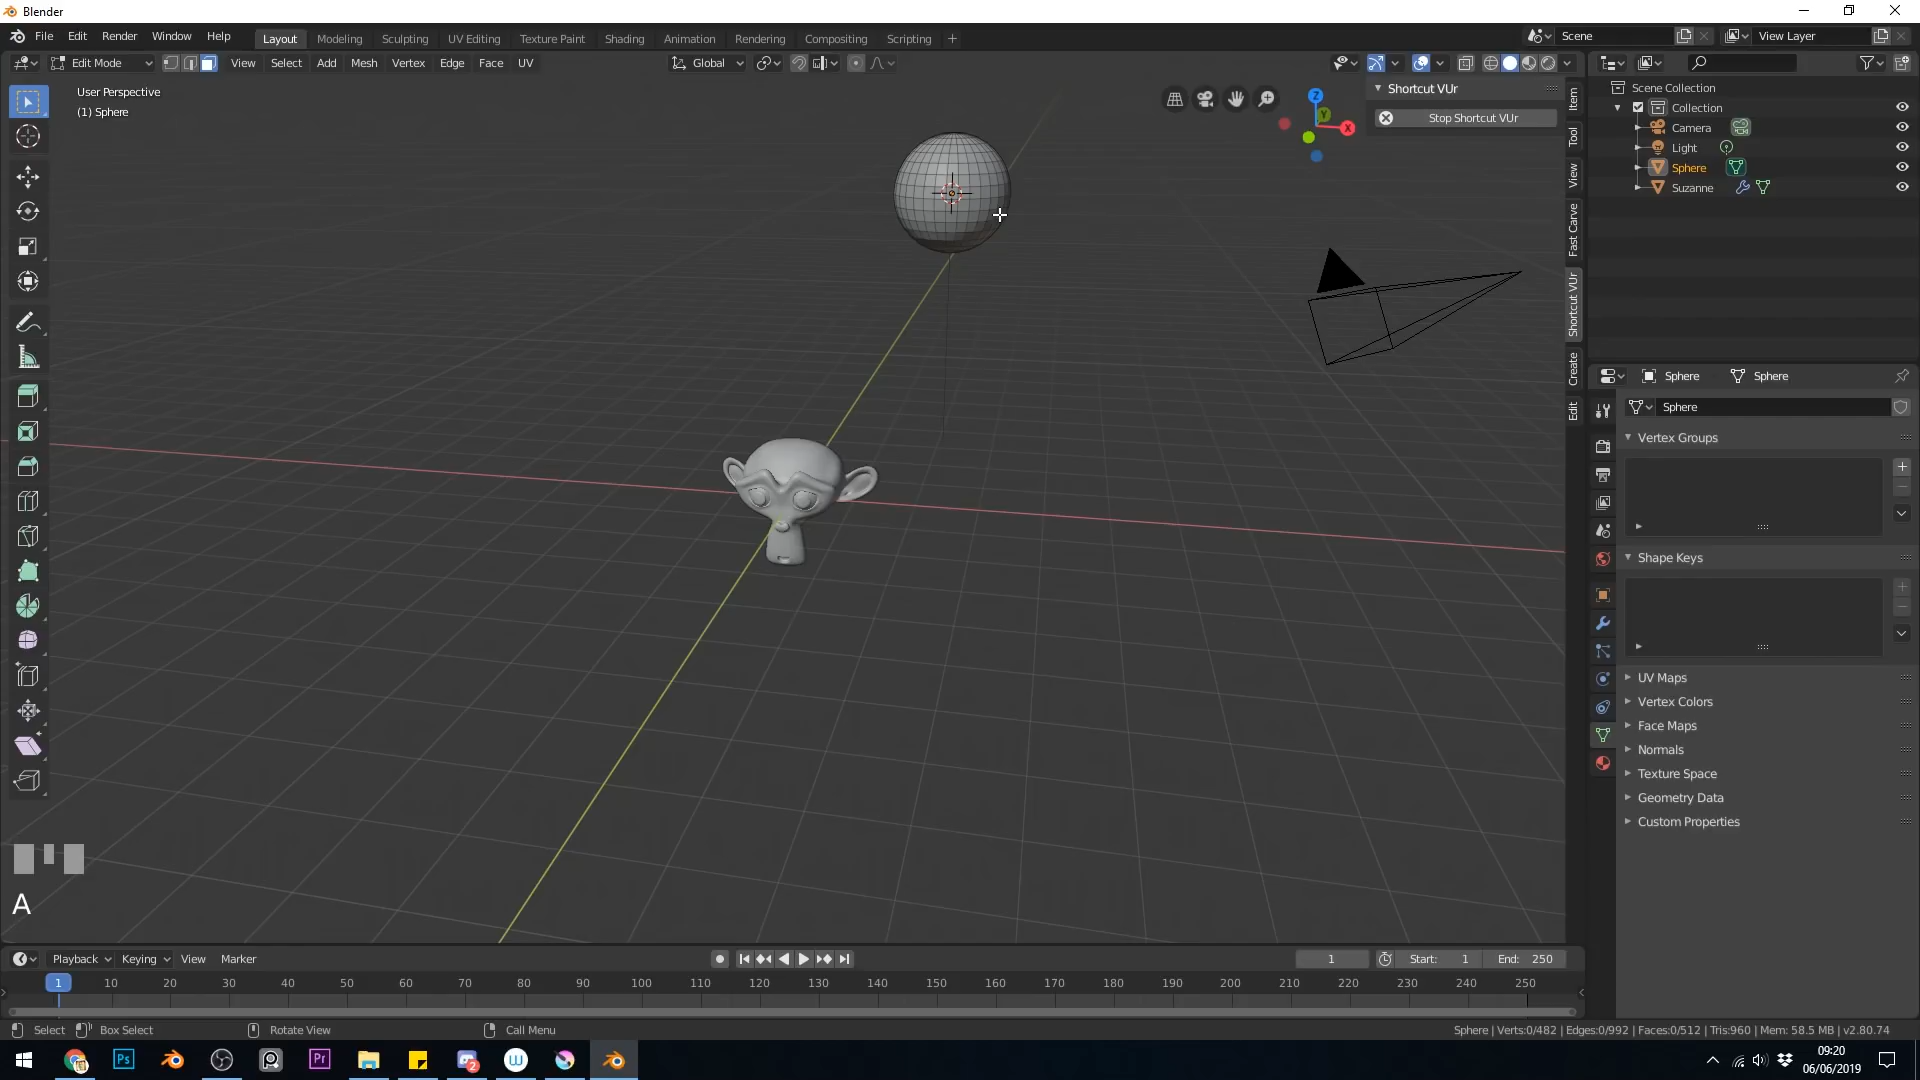 Blender
File Edit Render Window Help
Layout Modeling Sculpting UV Editing Texture Paint Shading Animation Rendering Compositing Scripting +
Scene
View Layer
Edit Mode View Select Add Mesh Vertex Edge Face UV
Global
User Perspective
(1) Sphere
Z
Y
X
Shortcut VUr
Stop Shortcut VUr
Item
Tool
View
Fast Carve
Shortcut VUr
Create
Edit
Scene Collection
Collection
Camera
Light
Sphere
Suzanne
Sphere Sphere
Sphere
Vertex Groups
Shape Keys
UV Maps
Vertex Colors
Face Maps
Normals
Texture Space
Geometry Data
Custom Properties
A
Playback Keying View Marker
1 Start: 1 End: 250
1 10 20 30 40 50 60 70 80 90 100 110 120 130 140 150 160 170 180 190 200 210 220 230 240 250
Select Box Select Rotate View Call Menu
Sphere | Verts:0/482 | Edges:0/992 | Faces:0/512 | Tris:960 | Mem: 58.5 MB | v2.80.74
Ps
Pr
2
W
09:20
06/06/2019